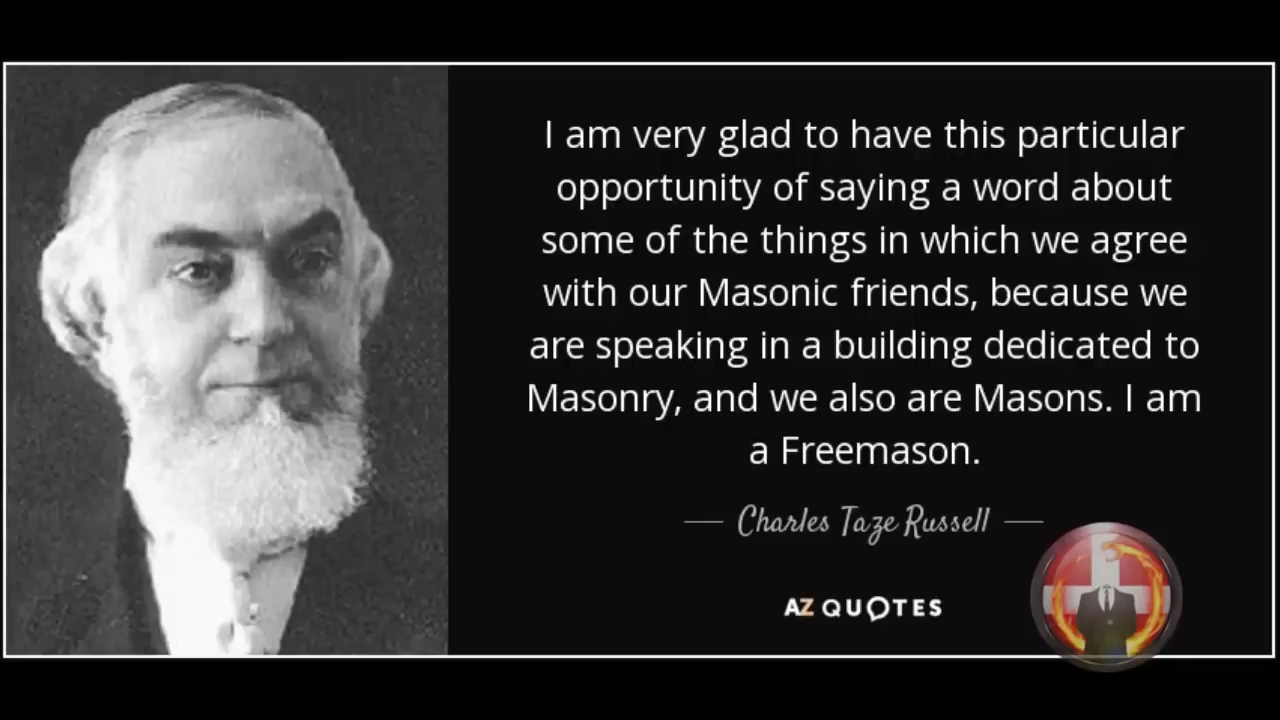 I am very glad to have this particular
opportunity of saying a word about
some of the things in which we agree
with our Masonic friends, because we
are speaking in a building dedicated to
Masonry, and we also are Masons. I am
a Freemason.
Charles Taze Russell
AZ QUOTES